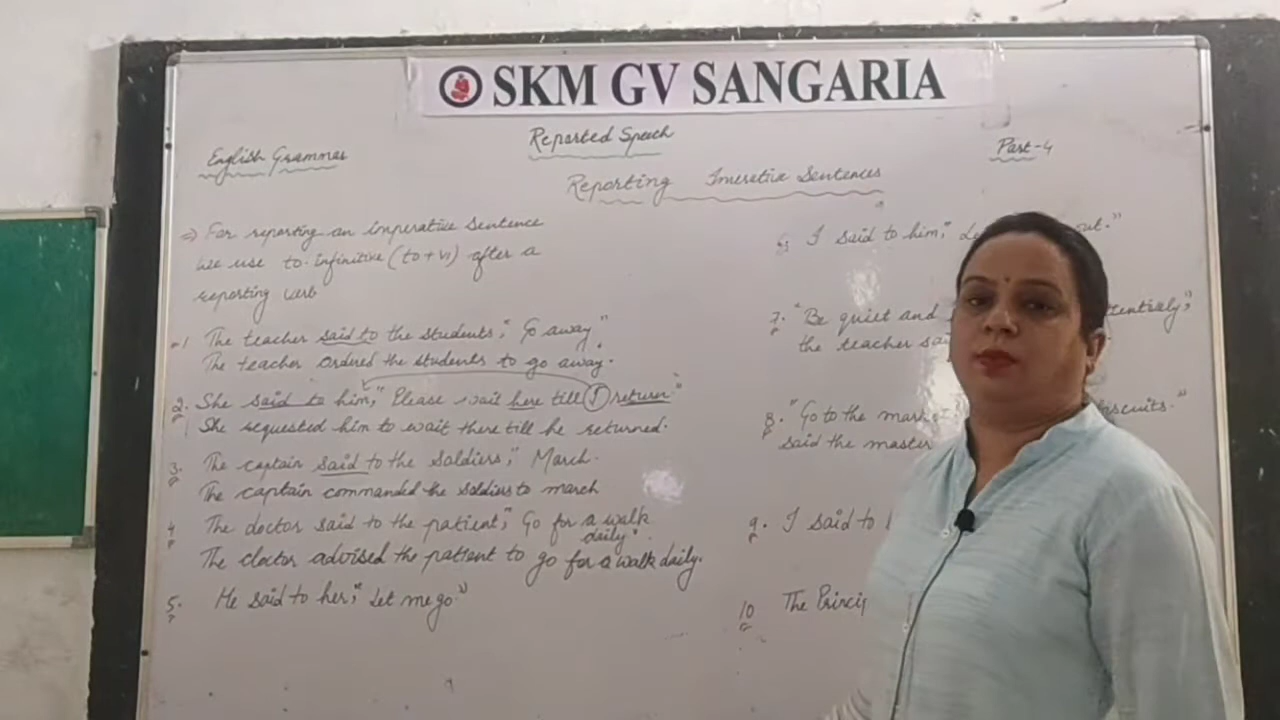 SKM GV SANGARIA
Reported Speech
English Grammar
Part-4
Reporting Imerative Sentences
=> For reporting an imperative sentence
we use to-infinitive (to+v1) after a
reporting verb
1 The teacher said to the students," Go away"
The teacher ordered the students to go away.
2. She said to him," Please wait here till I return"
She requested him to wait there till he returned.
3. The captain said to the soldiers," March.
The captain commanded the soldiers to march
4 The doctor said to the patient," Go for a walk
daily".
The doctor advised the patient to go for a walk daily.
5. He said to her," Let me go"
6 I said to him," out."
7. "Be quiet and
the teacher
8. "Go to the
said the master
9. I said to
10 The